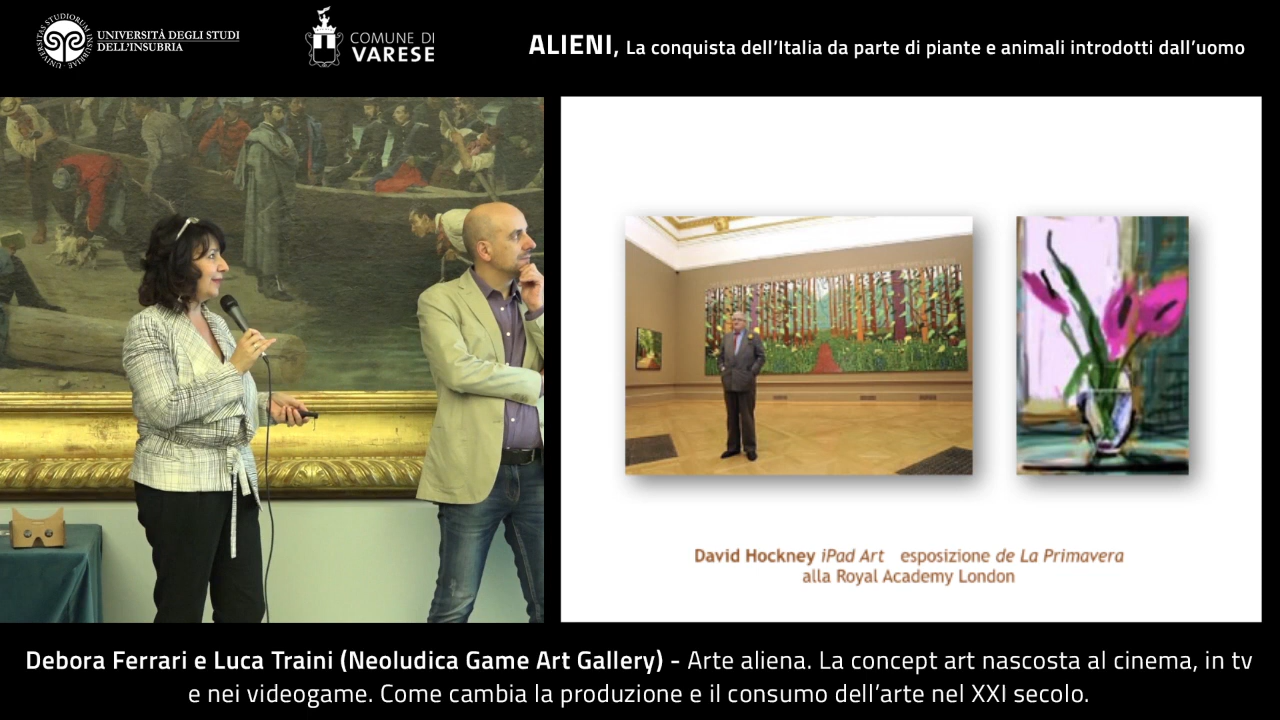 UNIVERSITÀ DEGLI STUDI
DELL'INSUBRIA
COMUNE DI
VARESE
ALIENI, La conquista dell'Italia da parte di piante e animali introdotti dall'uomo
David Hockney iPad Art esposizione de La Primavera
alla Royal Academy London
Debora Ferrari e Luca Traini (Neoludica Game Art Gallery) - Arte aliena. La concept art nascosta al cinema, in tv
e nei videogame. Come cambia la produzione e il consumo dell'arte nel XXI secolo.